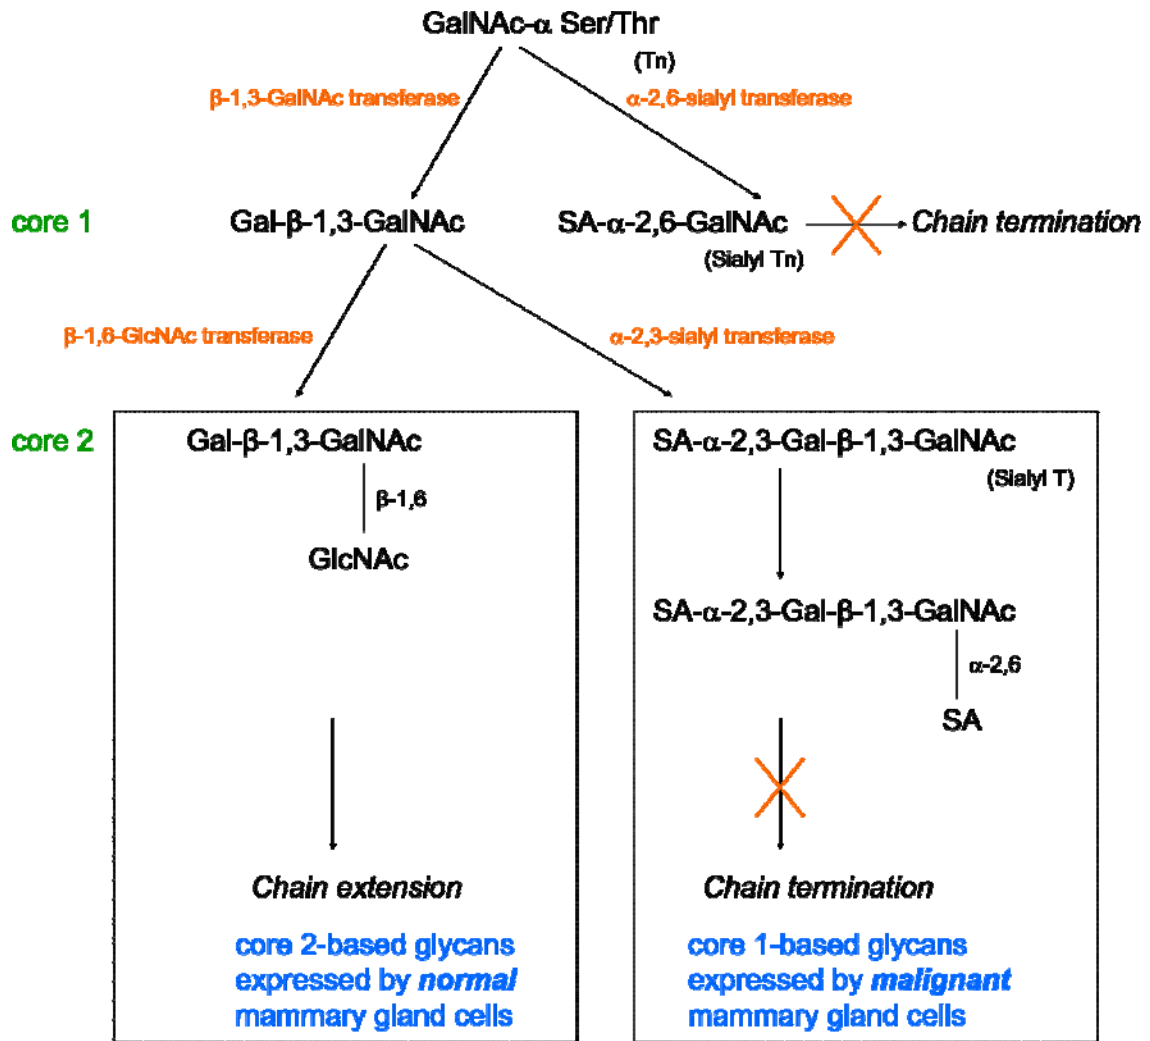 GalNAc-α Ser/Thr
(Tn)
β-1,3-GalNAc transferase
α-2,6-sialyl transferase
core 1
Gal-β-1,3-GalNAc
SA-α-2,6-GalNAc
Chain termination
(Sialyl Tn)
β-1,6-GlcNAc transferase
α-2,3-sialyl transferase
core 2
Gal-β-1,3-GalNAc
β-1,6
GlcNAc
Chain extension
core 2-based glycans
expressed by normal
mammary gland cells
SA-α-2,3-Gal-β-1,3-GalNAc
(Sialyl T)
SA-α-2,3-Gal-β-1,3-GalNAc
α-2,6
SA
Chain termination
core 1-based glycans
expressed by malignant
mammary gland cells